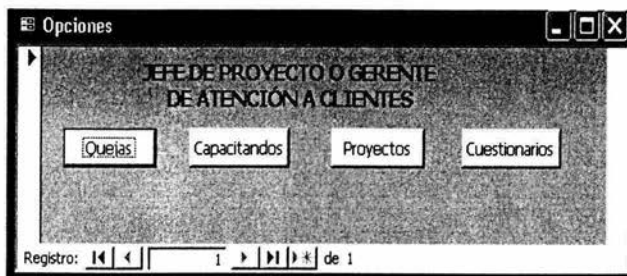 Opciones
JEFE DE PROYECTO O GERENTE
DE ATENCIÓN A CLIENTES
Quejas Capacitandos Proyectos Cuestionarios
Registro: 1 de 1